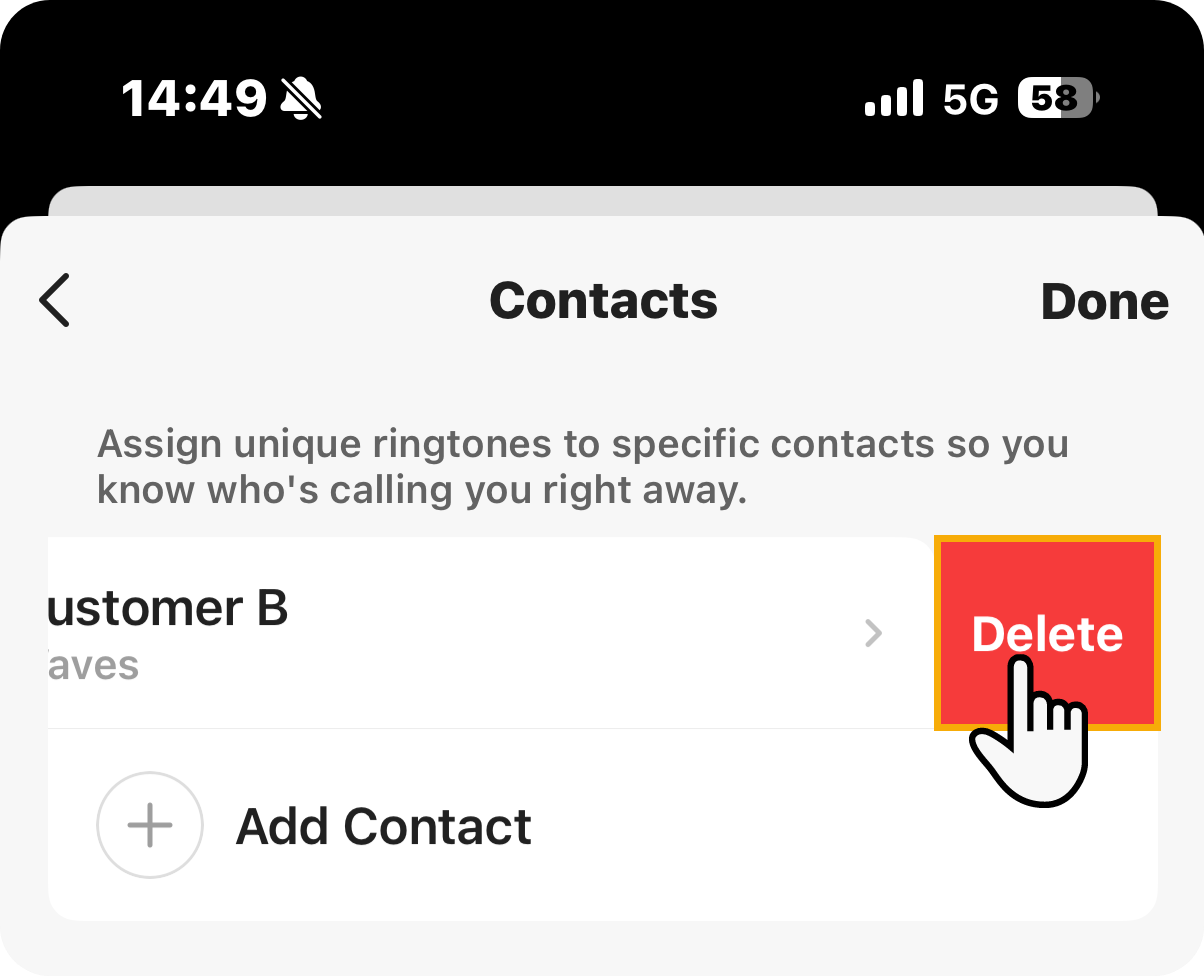 14:49 5G 58
Contacts Done
Assign unique ringtones to specific contacts so you
know who's calling you right away.
ustomer B
aves
Delete
Add Contact